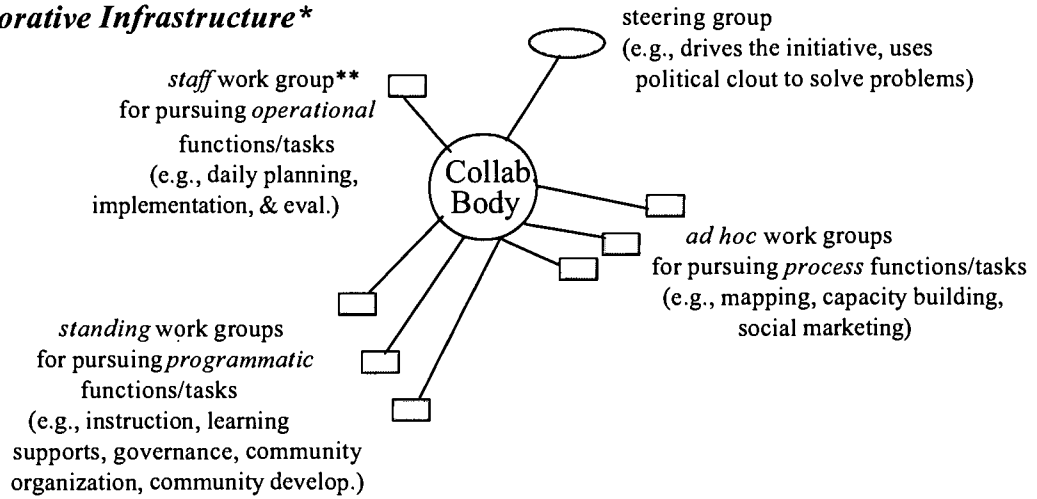 orative Infrastructure*
steering group
(e.g., drives the initiative, uses
political clout to solve problems)
staff work group**
for pursuing operational
functions/tasks
(e.g., daily planning,
implementation, & eval.)
Collab
Body
ad hoc work groups
for pursuing process functions/tasks
(e.g., mapping, capacity building,
social marketing)
standing work groups
for pursuing programmatic
functions/tasks
(e.g., instruction, learning
supports, governance, community
organization, community develop.)